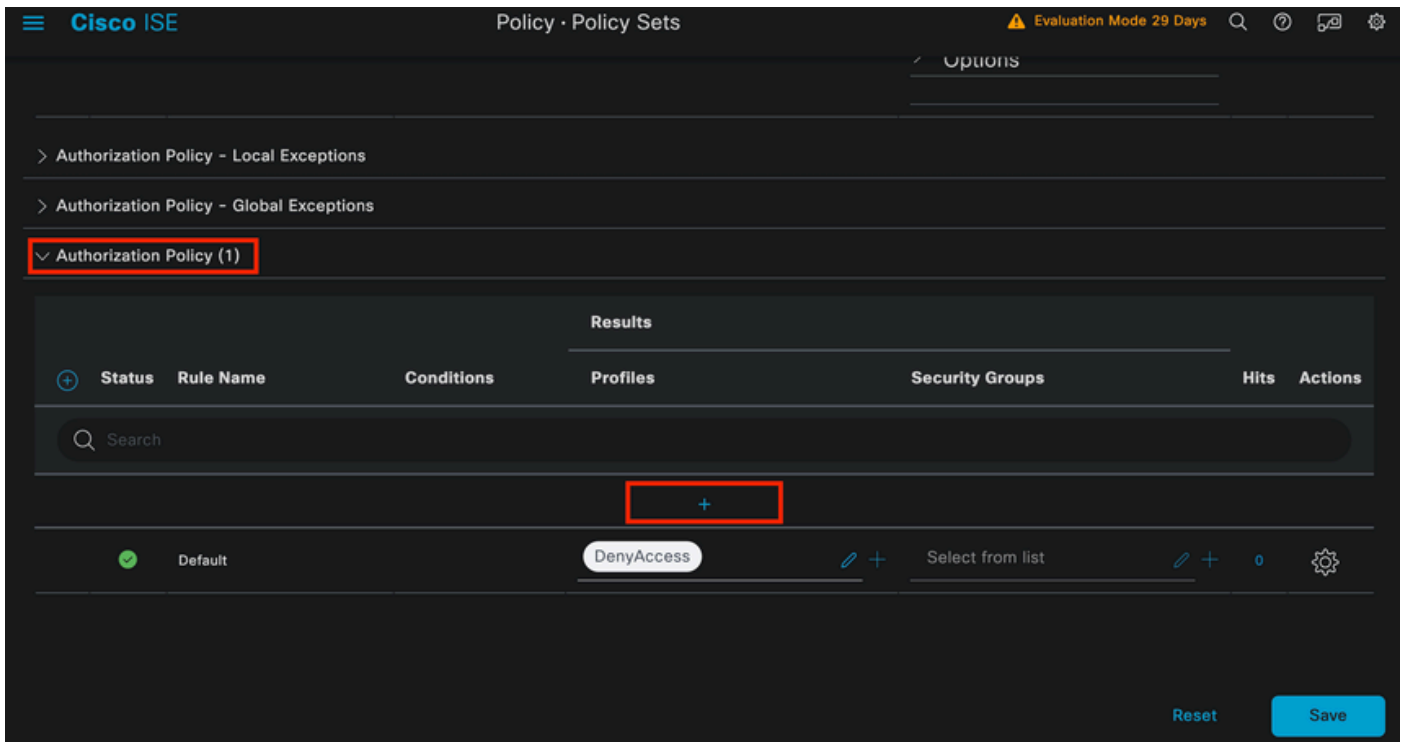 Cisco ISE Policy · Policy Sets Evaluation Mode 29 Days
Options
Authorization Policy - Local Exceptions
Authorization Policy - Global Exceptions
Authorization Policy (1)
Results
Status Rule Name Conditions Profiles Security Groups Hits Actions
Search
+
Default DenyAccess + Select from list + 0
Reset Save